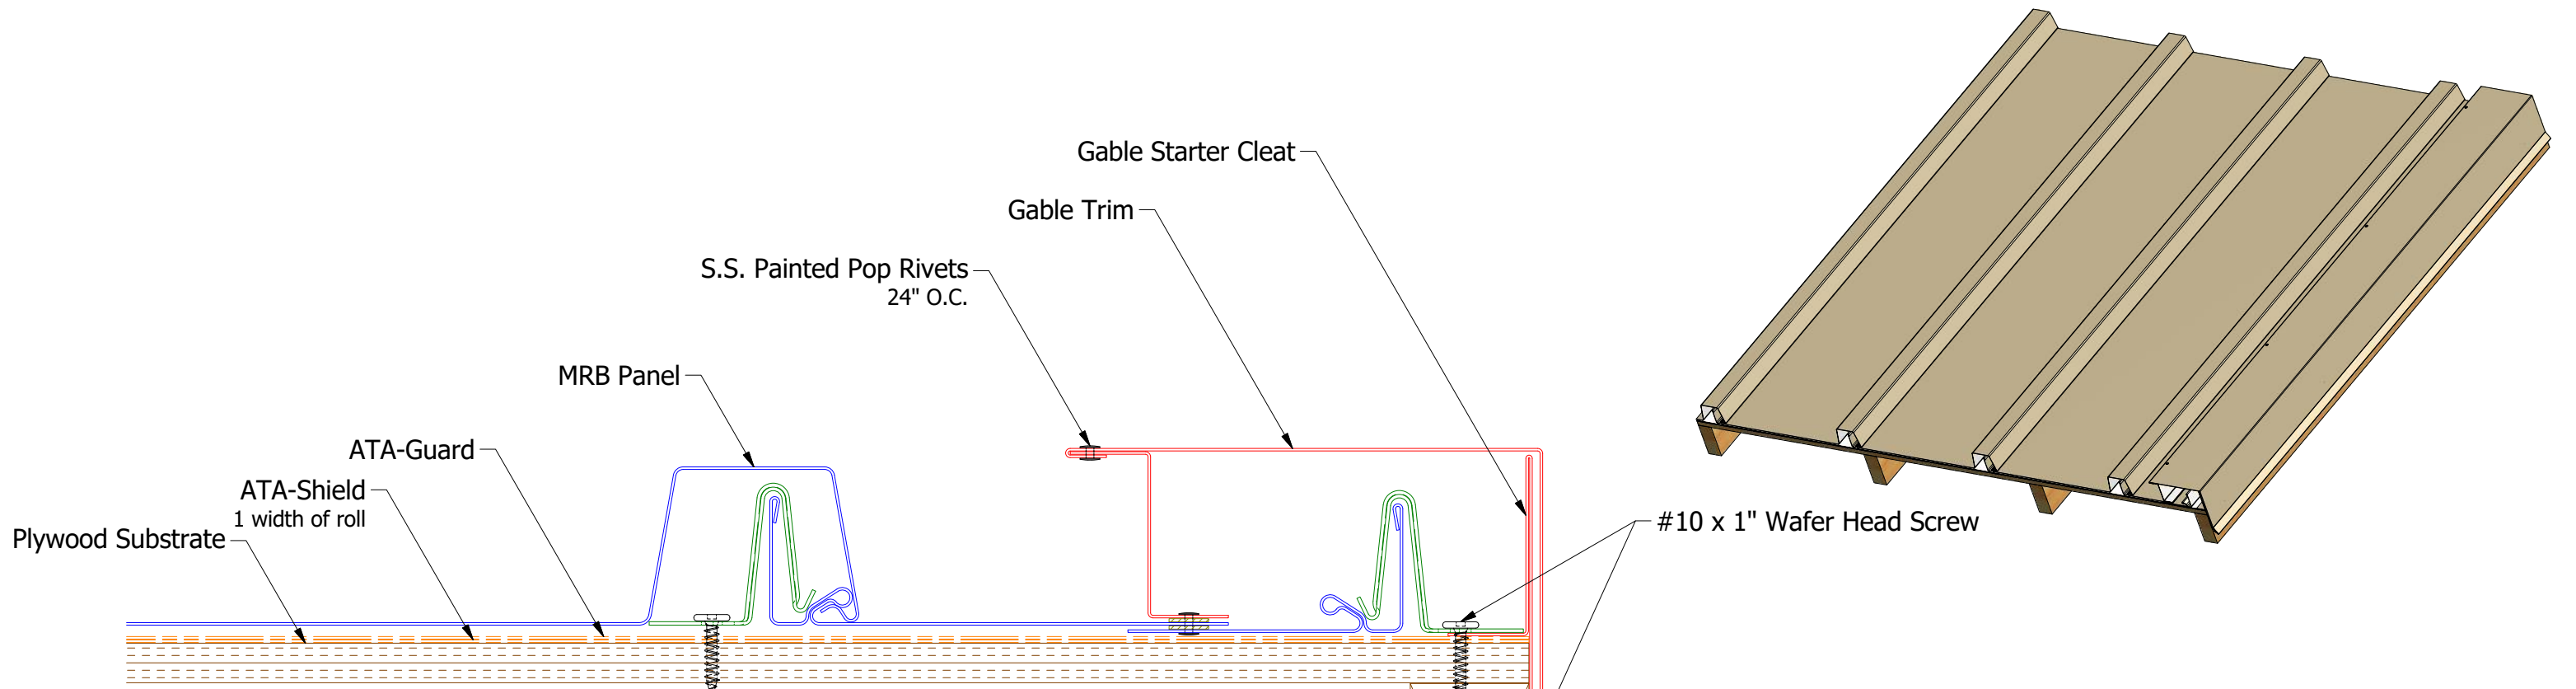 Gable Starter Cleat
Gable Trim
S.S. Painted Pop Rivets
24" O.C.
MRB Panel
ATA-Guard
ATA-Shield
1 width of roll
Plywood Substrate
#10 x 1" Wafer Head Screw